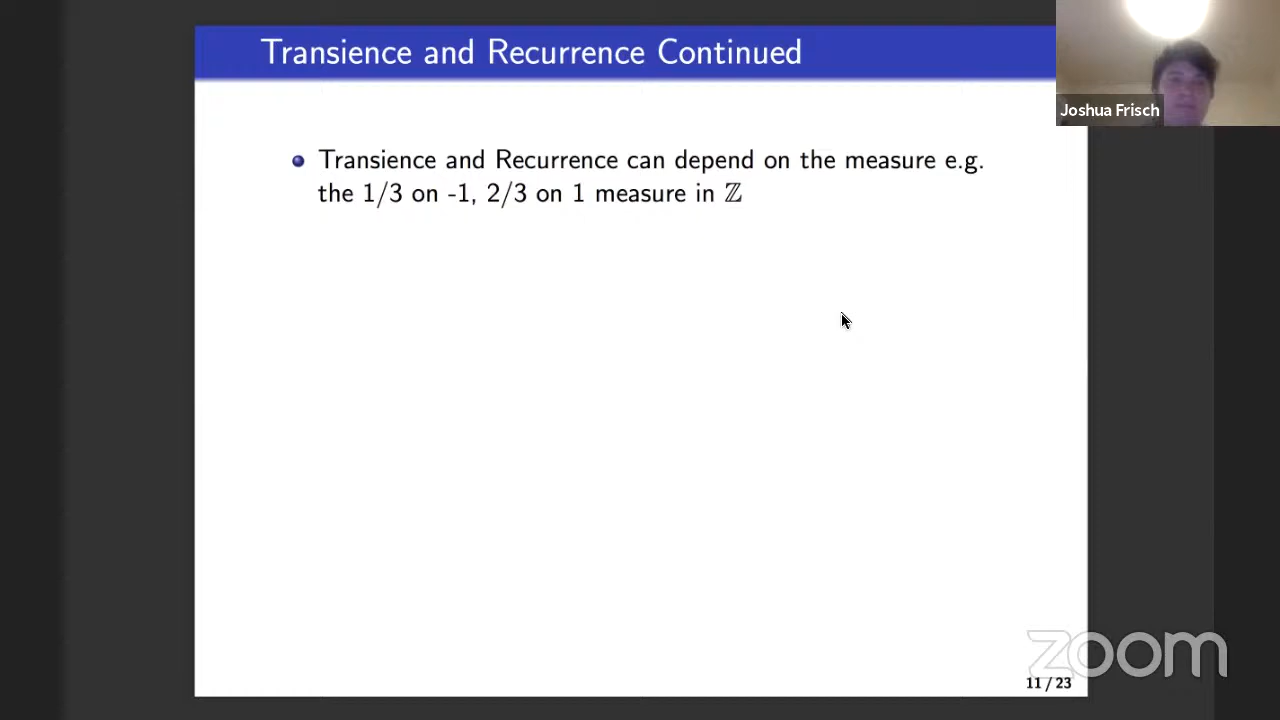 Transience and Recurrence Continued
Joshua Frisch
Transience and Recurrence can depend on the measure e.g.
the 1/3 on -1, 2/3 on 1 measure in ℤ
zoom
11 / 23